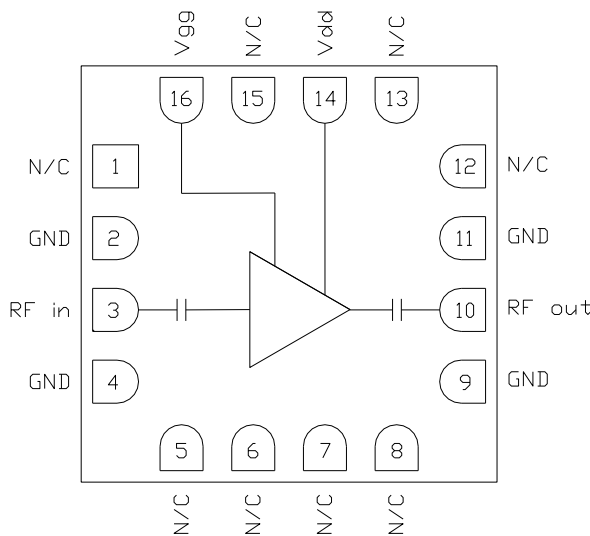 Vgg N/C Vdd N/C
16 15 14 13
N/C 1 12 N/C
GND 2 11 GND
RF in 3 10 RF out
GND 4 9 GND
5 6 7 8
N/C N/C N/C N/C